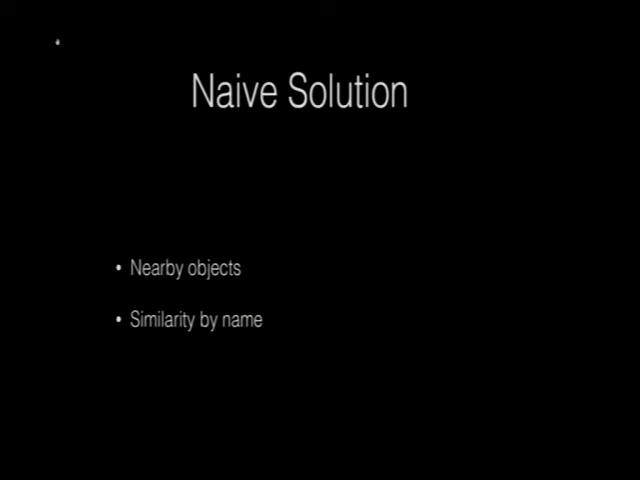 Naive Solution
• Nearby objects
• Similarity by name